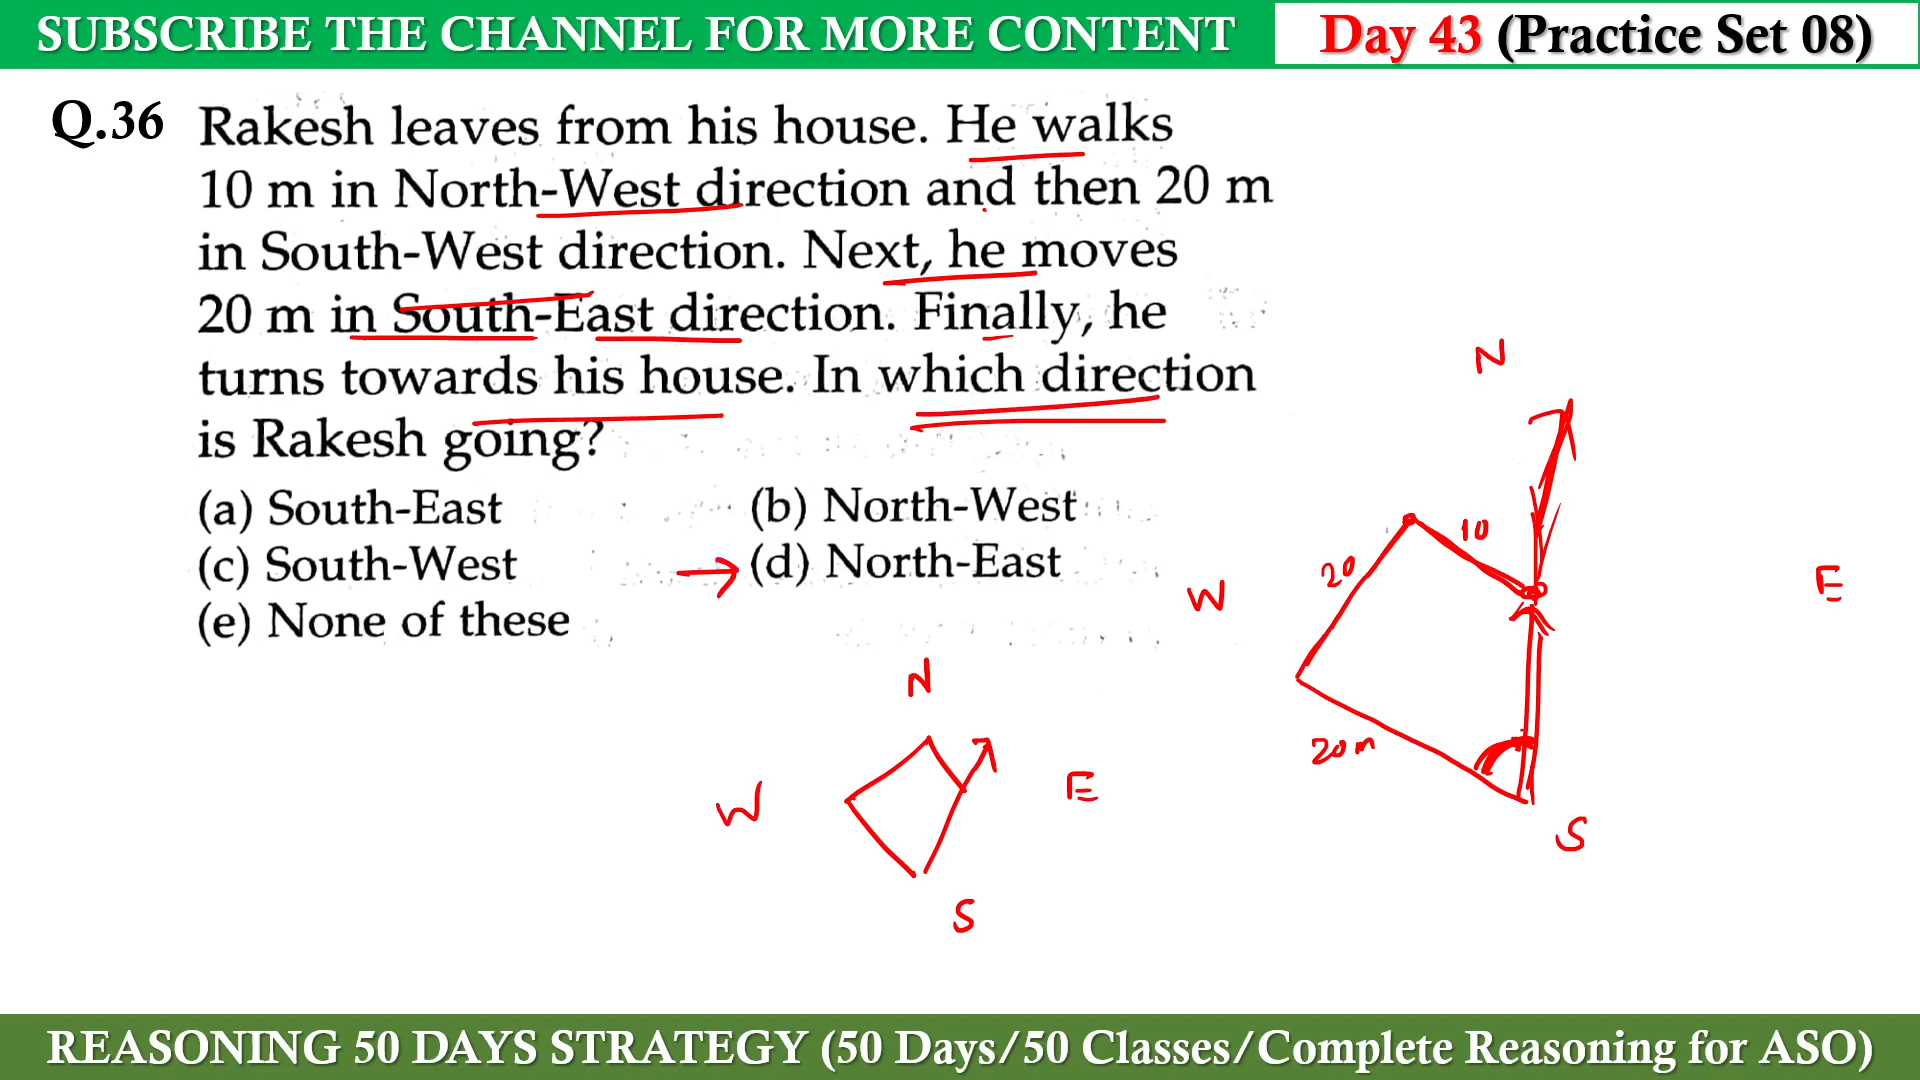 SUBSCRIBE THE CHANNEL FOR MORE CONTENT
Day 43 (Practice Set 08)
Q.36 Rakesh leaves from his house. He walks
10 m in North-West direction and then 20 m
in South-West direction. Next, he moves
20 m in South-East direction. Finally, he
turns towards his house. In which direction
is Rakesh going?
(a) South-East (b) North-West
(c) South-West (d) North-East
(e) None of these
N
10
20
W E
20 m
S
N
W E
S
REASONING 50 DAYS STRATEGY (50 Days/50 Classes/Complete Reasoning for ASO)